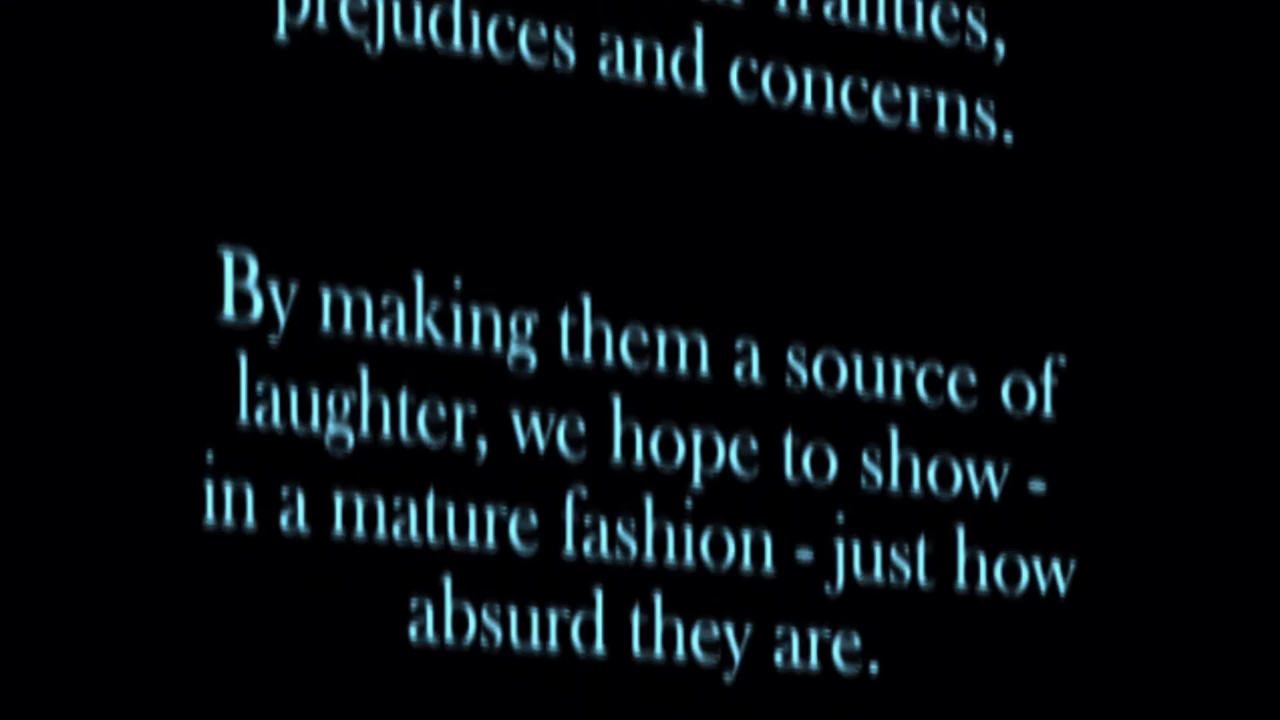 frailties,
prejudices and concerns.
By making them a source of
laughter, we hope to show -
in a mature fashion - just how
absurd they are.